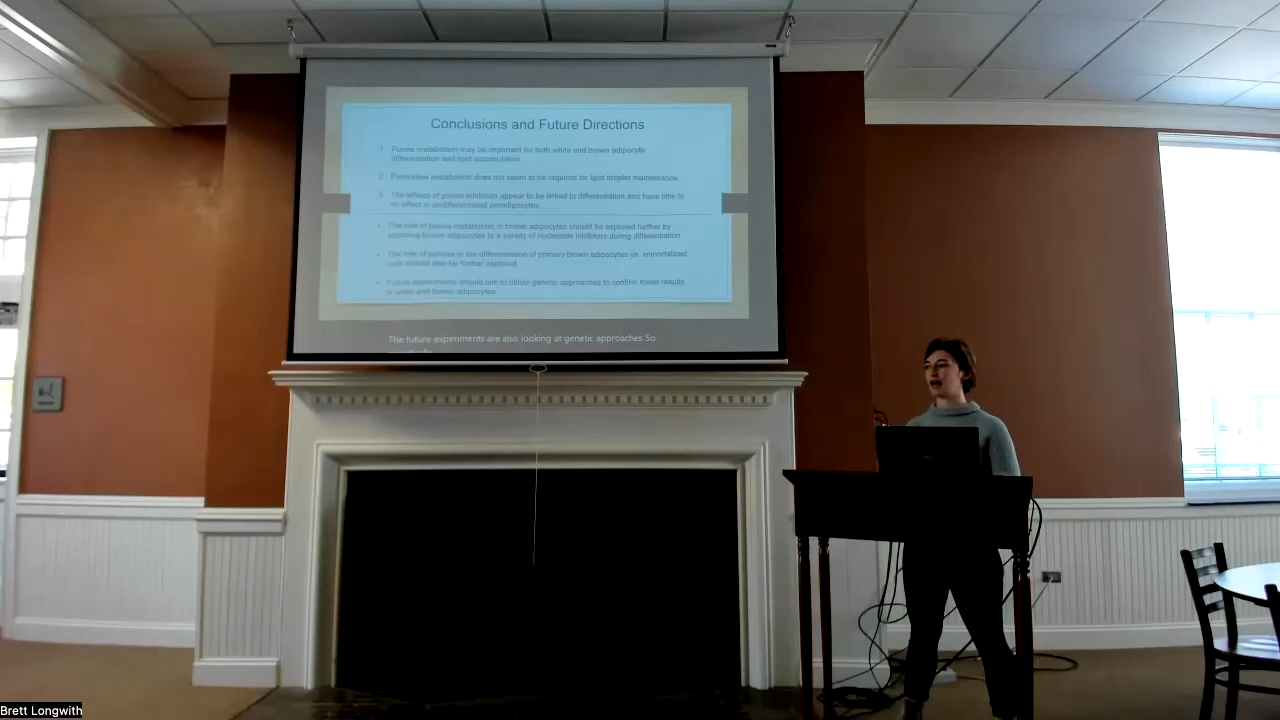 Conclusions and Future Directions
1. Purine metabolism may be important for both white and brown adipocyte
differentiation and lipid accumulation.
2. Pyrimidine metabolism does not seem to be required for lipid droplet maintenance.
3. The effects of purine inhibition appear to be linked to differentiation and have little to
no effect in undifferentiated preadipocytes.
• The role of purine metabolism in brown adipocytes should be explored further by
exposing brown adipocytes to a variety of nucleotide inhibitors during differentiation
• The role of purines in the differentiation of primary brown adipocytes vs. immortalized
cells should also be further explored
• Future experiments should aim to utilize genetic approaches to confirm these results
in white and brown adipocytes
The future experiments are also looking at genetic approaches So
Brett Longwith